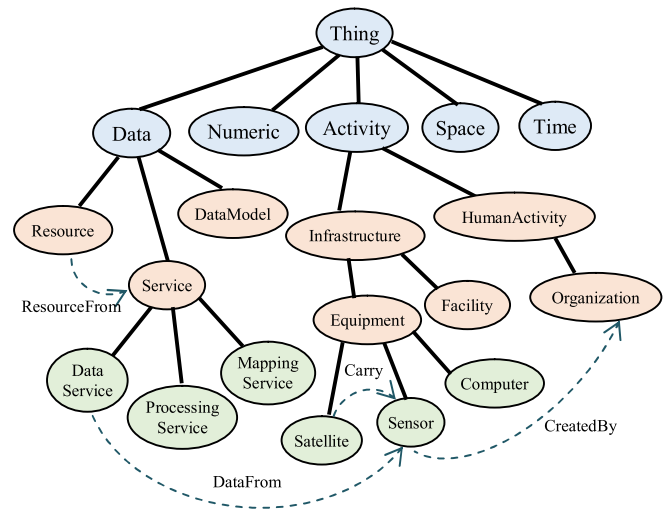 Thing
Data
Numeric
Activity
Space
Time
Resource
DataModel
Infrastructure
HumanActivity
ResourceFrom
Service
Facility
Organization
Equipment
Data
Service
Processing
Service
Mapping
Service
Carry
Computer
Satellite
Sensor
CreatedBy
DataFrom